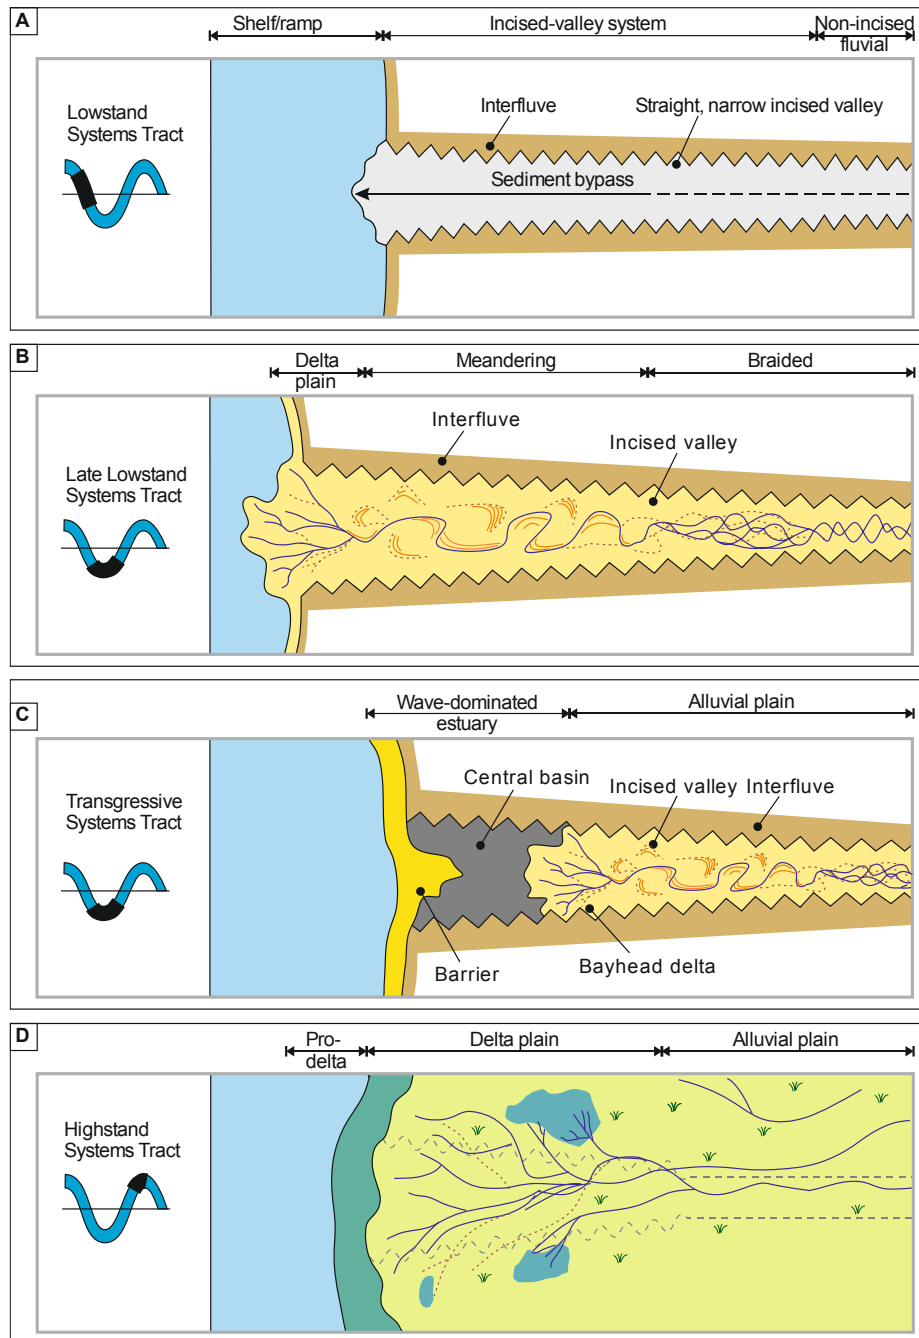 A
Shelf/ramp
Incised-valley system
Non-incised
fluvial
Lowstand
Systems Tract
Interfluve
Straight, narrow incised valley
Sediment bypass
B
Delta
plain
Meandering
Braided
Late Lowstand
Systems Tract
Interfluve
Incised valley
C
Wave-dominated
estuary
Alluvial plain
Transgressive
Systems Tract
Central basin
Incised valley
Interfluve
Barrier
Bayhead delta
D
Pro-
delta
Delta plain
Alluvial plain
Highstand
Systems Tract